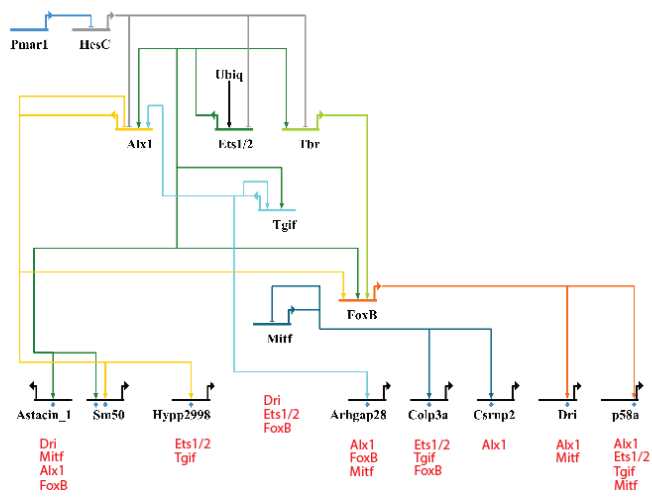 Pmar1 HesC
Ubiq
Alx1 Ets1/2 Tbr
Tgif
FoxB
Mitf
Astacin_1 Sm50 Hypp2998 Arhgap28 Colp3a Csrnp2 Dri p58a
Dri
Ets1/2
FoxB
Dri
Mitf
Alx1
FoxB
Ets1/2
Tgif
Alx1
FoxB
Mitf
Ets1/2
Tgif
FoxB
Alx1
Alx1
Mitf
Alx1
Ets1/2
Tgif
Mitf